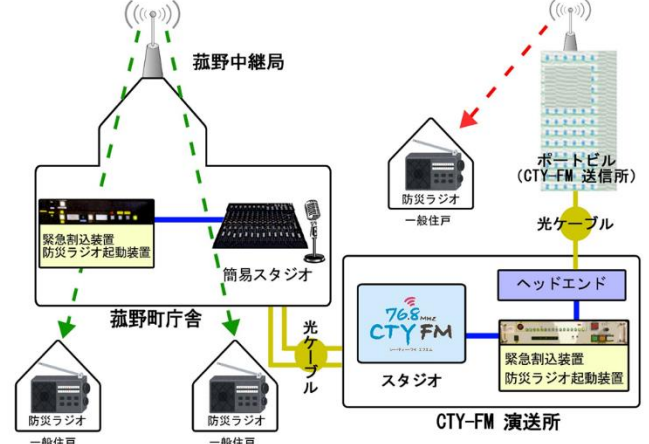 菰野中継局
緊急割込装置
防災ラジオ起動装置
簡易スタジオ
菰野町庁舎
防災ラジオ
一般住戸
防災ラジオ
一般住戸
光ケーブル
防災ラジオ
一般住戸
ポートビル
(CTY-FM 送信所)
光ケーブル
ヘッドエンド
76.8 MHz
CTY FM
スタジオ
緊急割込装置
防災ラジオ起動装置
CTY-FM 演送所